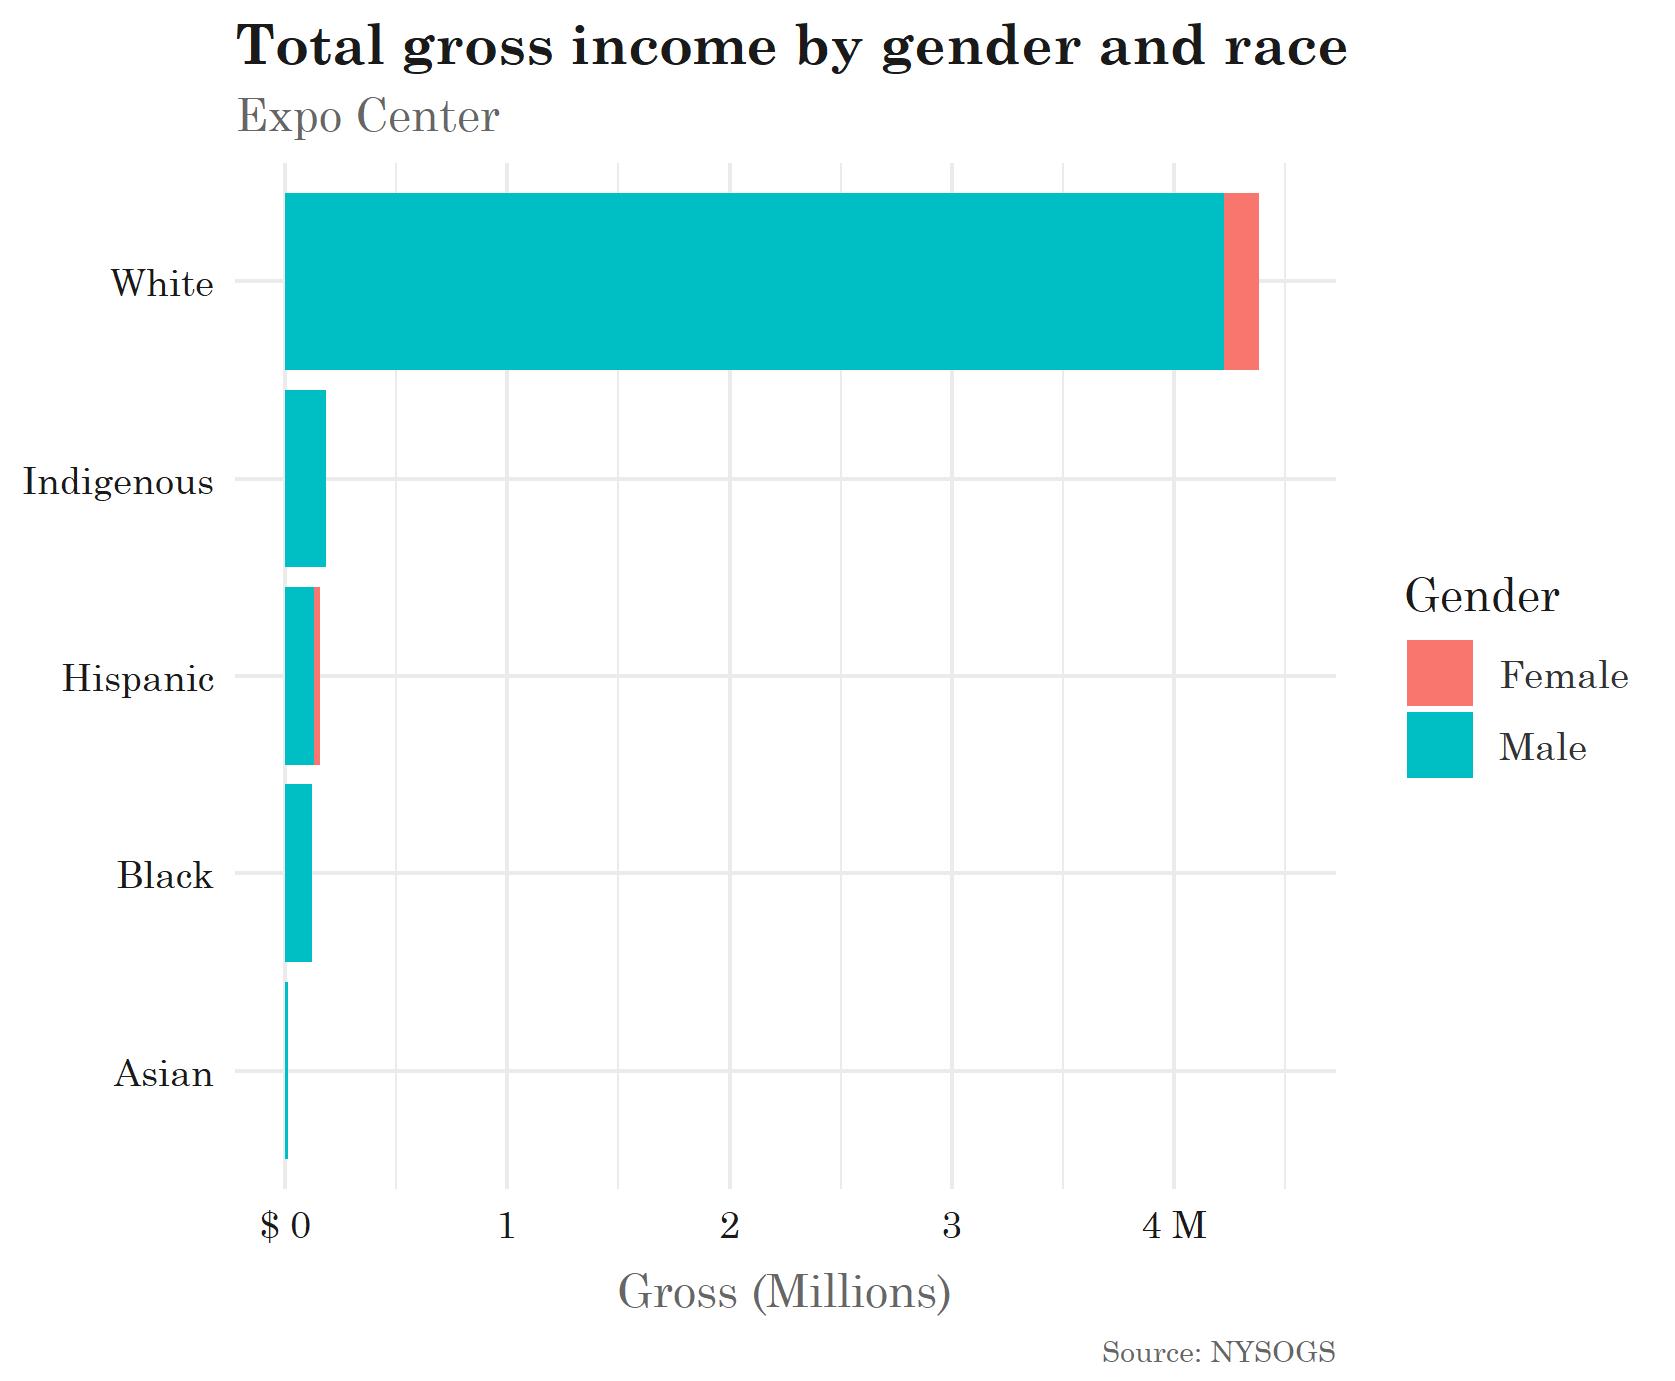 Total gross income by gender and race
Expo Center
White
Indigenous
Hispanic
Black
Asian
$ 0 1 2 3 4 M
Gross (Millions)
Gender
Female
Male
Source: NYSOGS